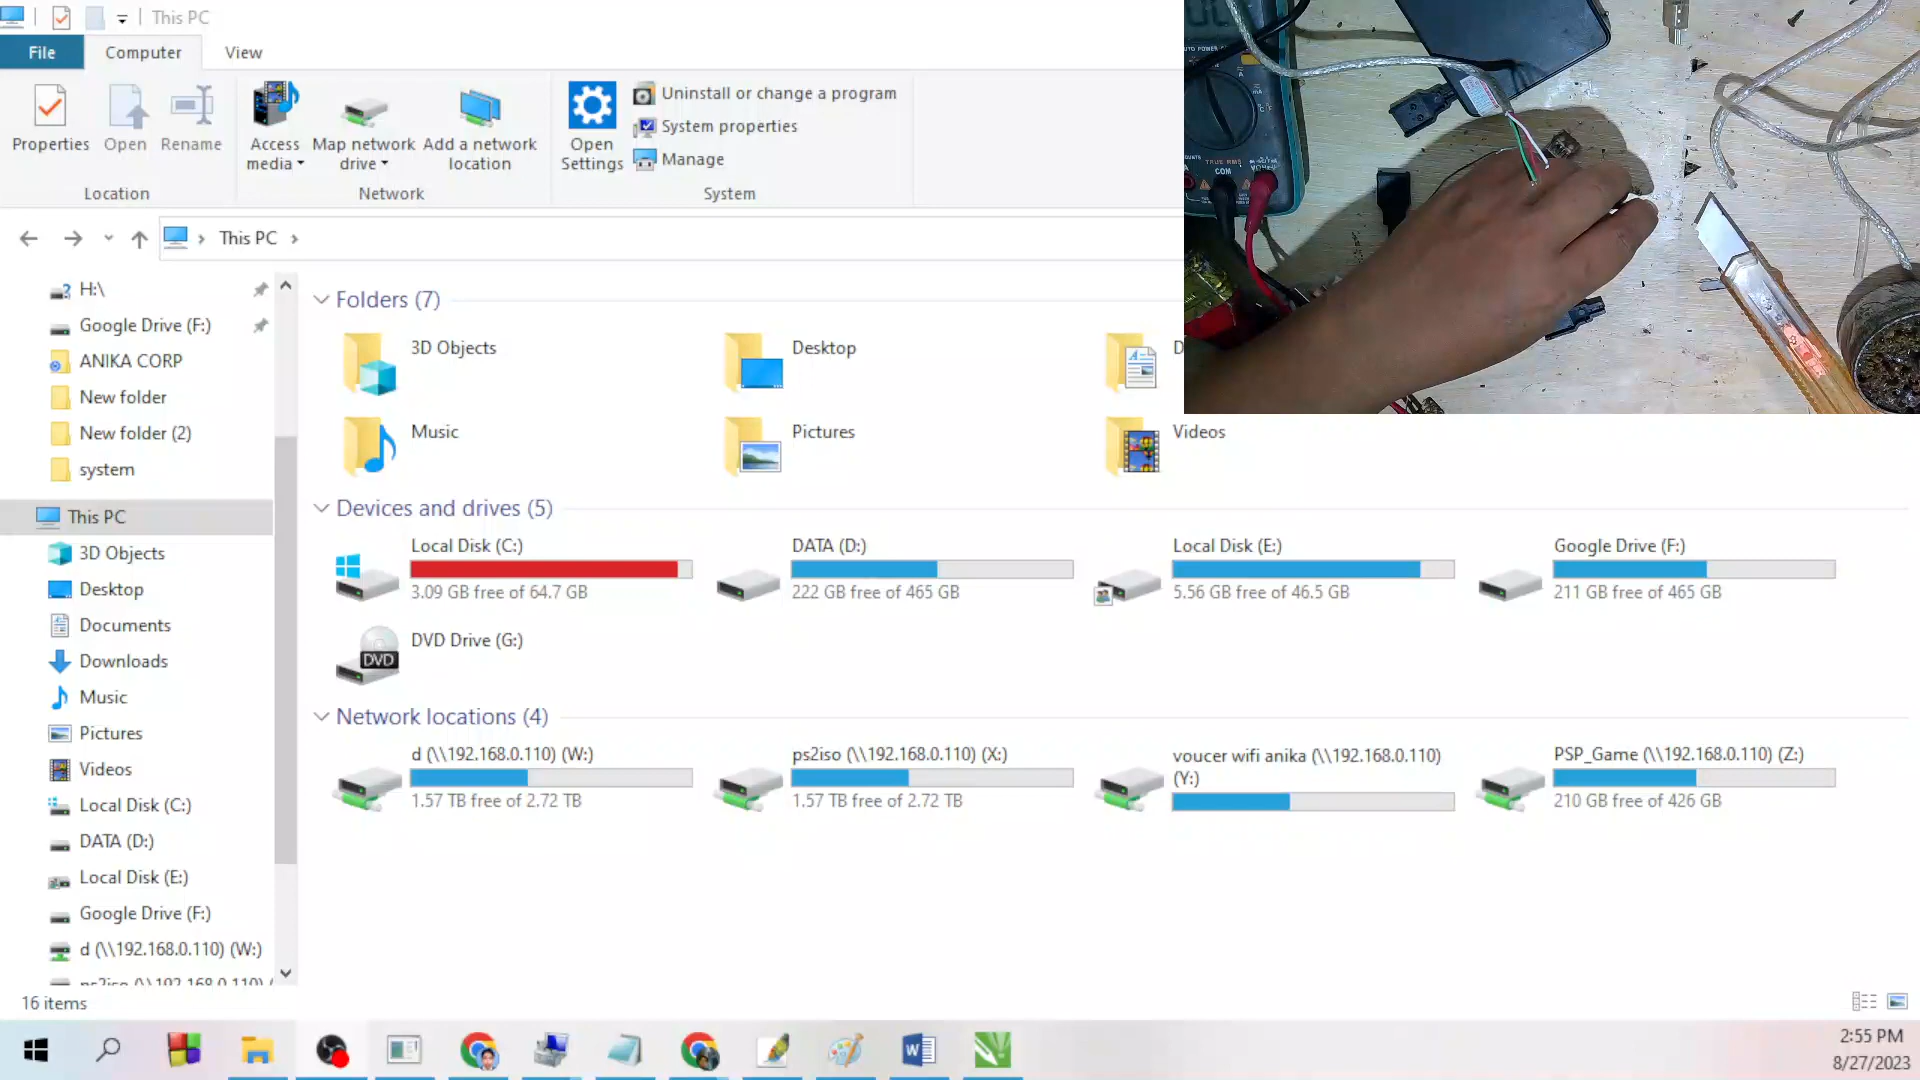 This PC
File
Computer
View
Properties
Open
Rename
Location
Access
media
Map network
drive
Add a network
location
Network
Open
Settings
Uninstall or change a program
System properties
Manage
System
This PC
H:\
Google Drive (F:)
ANIKA CORP
New folder
New folder (2)
system
This PC
3D Objects
Desktop
Documents
Downloads
Music
Pictures
Videos
Local Disk (C:)
DATA (D:)
Local Disk (E:)
Google Drive (F:)
d (\\192.168.0.110) (W:)
ps2iso (\\192.168.0.110) (
Folders (7)
3D Objects
Desktop
D
Music
Pictures
Videos
Devices and drives (5)
Local Disk (C:)
3.09 GB free of 64.7 GB
DATA (D:)
222 GB free of 465 GB
Local Disk (E:)
5.56 GB free of 46.5 GB
Google Drive (F:)
211 GB free of 465 GB
DVD Drive (G:)
DVD
Network locations (4)
d (\\192.168.0.110) (W:)
1.57 TB free of 2.72 TB
ps2iso (\\192.168.0.110) (X:)
1.57 TB free of 2.72 TB
voucer wifi anika (\\192.168.0.110)
(Y:)
PSP_Game (\\192.168.0.110) (Z:)
210 GB free of 426 GB
TRUE RMS
COM
16 items
2:55 PM
8/27/2023